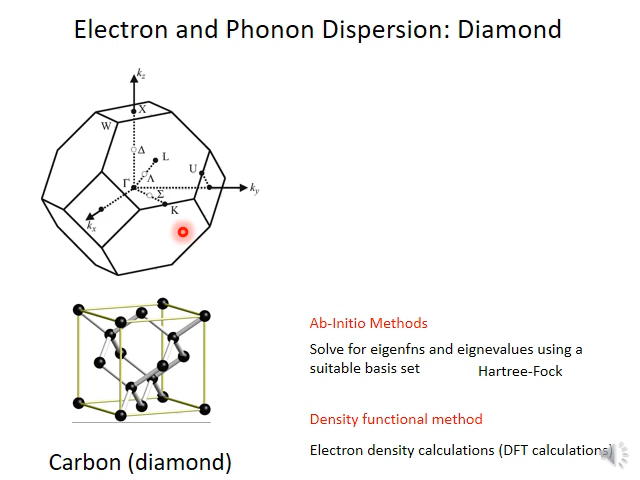 Electron and Phonon Dispersion: Diamond
k_z
X
W
Δ
L
U
Λ
Γ
k_y
Σ
K
k_x
Ab-Initio Methods
Solve for eigenfns and eignevalues using a
suitable basis set Hartree-Fock
Density functional method
Electron density calculations (DFT calculations)
Carbon (diamond)